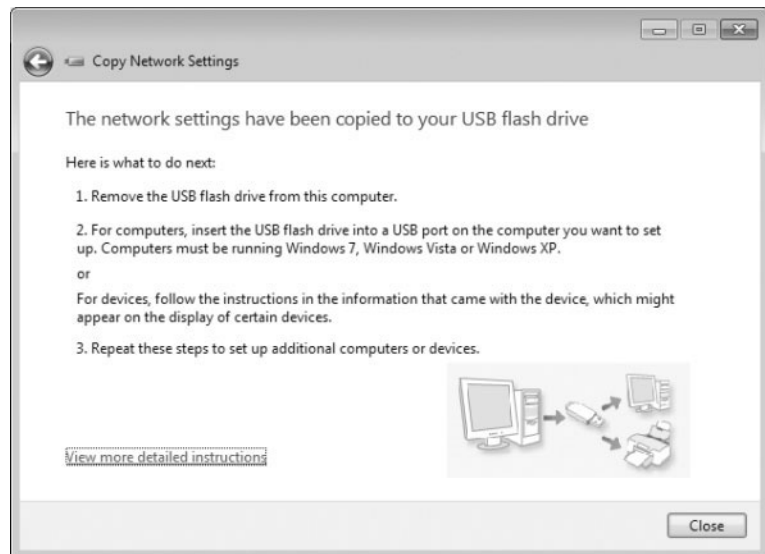 Copy Network Settings
The network settings have been copied to your USB flash drive
Here is what to do next:
1. Remove the USB flash drive from this computer.
2. For computers, insert the USB flash drive into a USB port on the computer you want to set
up. Computers must be running Windows 7, Windows Vista or Windows XP.
or
For devices, follow the instructions in the information that came with the device, which might
appear on the display of certain devices.
3. Repeat these steps to set up additional computers or devices.
View more detailed instructions
Close